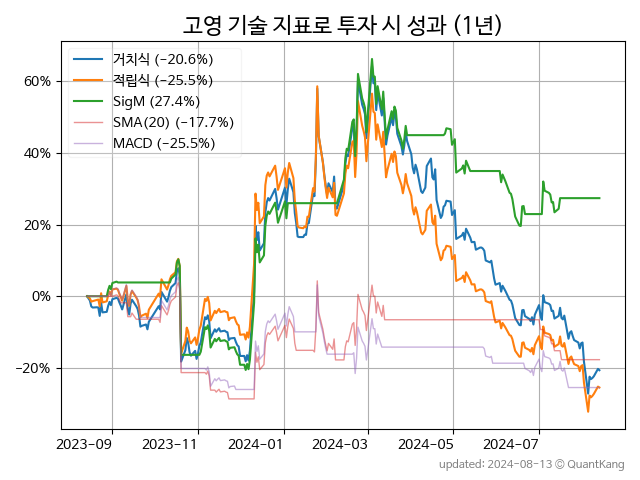 고영 기술 지표로 투자 시 성과 (1년)
거치식 (-20.6%)
적립식 (-25.5%)
SigM (27.4%)
SMA(20) (-17.7%)
MACD (-25.5%)
60%
40%
20%
0%
-20%
2023-09 2023-11 2024-01 2024-03 2024-05 2024-07
updated: 2024-08-13 © QuantKang